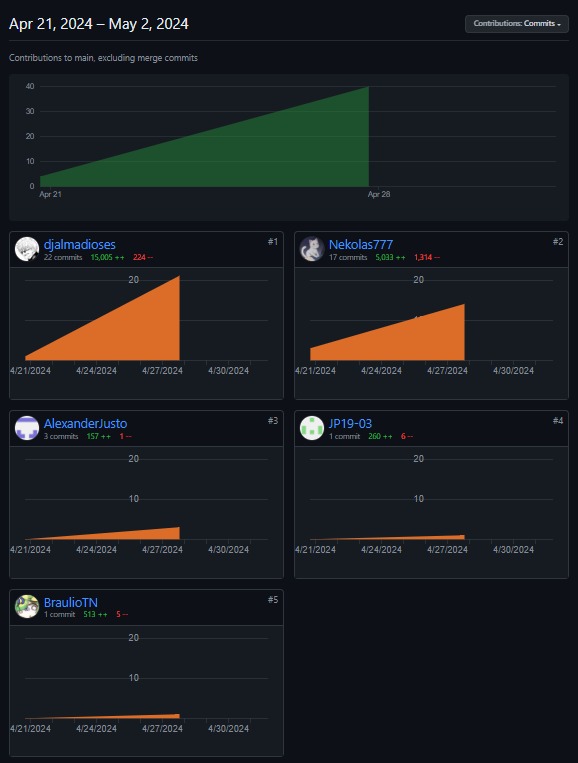 Apr 21, 2024 – May 2, 2024
Contributions: Commits
Contributions to main, excluding merge commits
40
30
20
10
0
Apr 21 Apr 28
djalmadioses #1
22 commits 15,005 ++ 224 --
20
4/21/2024 4/24/2024 4/27/2024 4/30/2024
Nekolas777 #2
17 commits 5,033 ++ 1,314 --
20
4/21/2024 4/24/2024 4/27/2024 4/30/2024
AlexanderJusto #3
3 commits 157 ++ 1 --
20
10
4/21/2024 4/24/2024 4/27/2024 4/30/2024
JP19-03 #4
1 commit 260 ++ 6 --
20
10
4/21/2024 4/24/2024 4/27/2024 4/30/2024
BraulioTN #5
1 commit 513 ++ 5 --
20
10
4/21/2024 4/24/2024 4/27/2024 4/30/2024